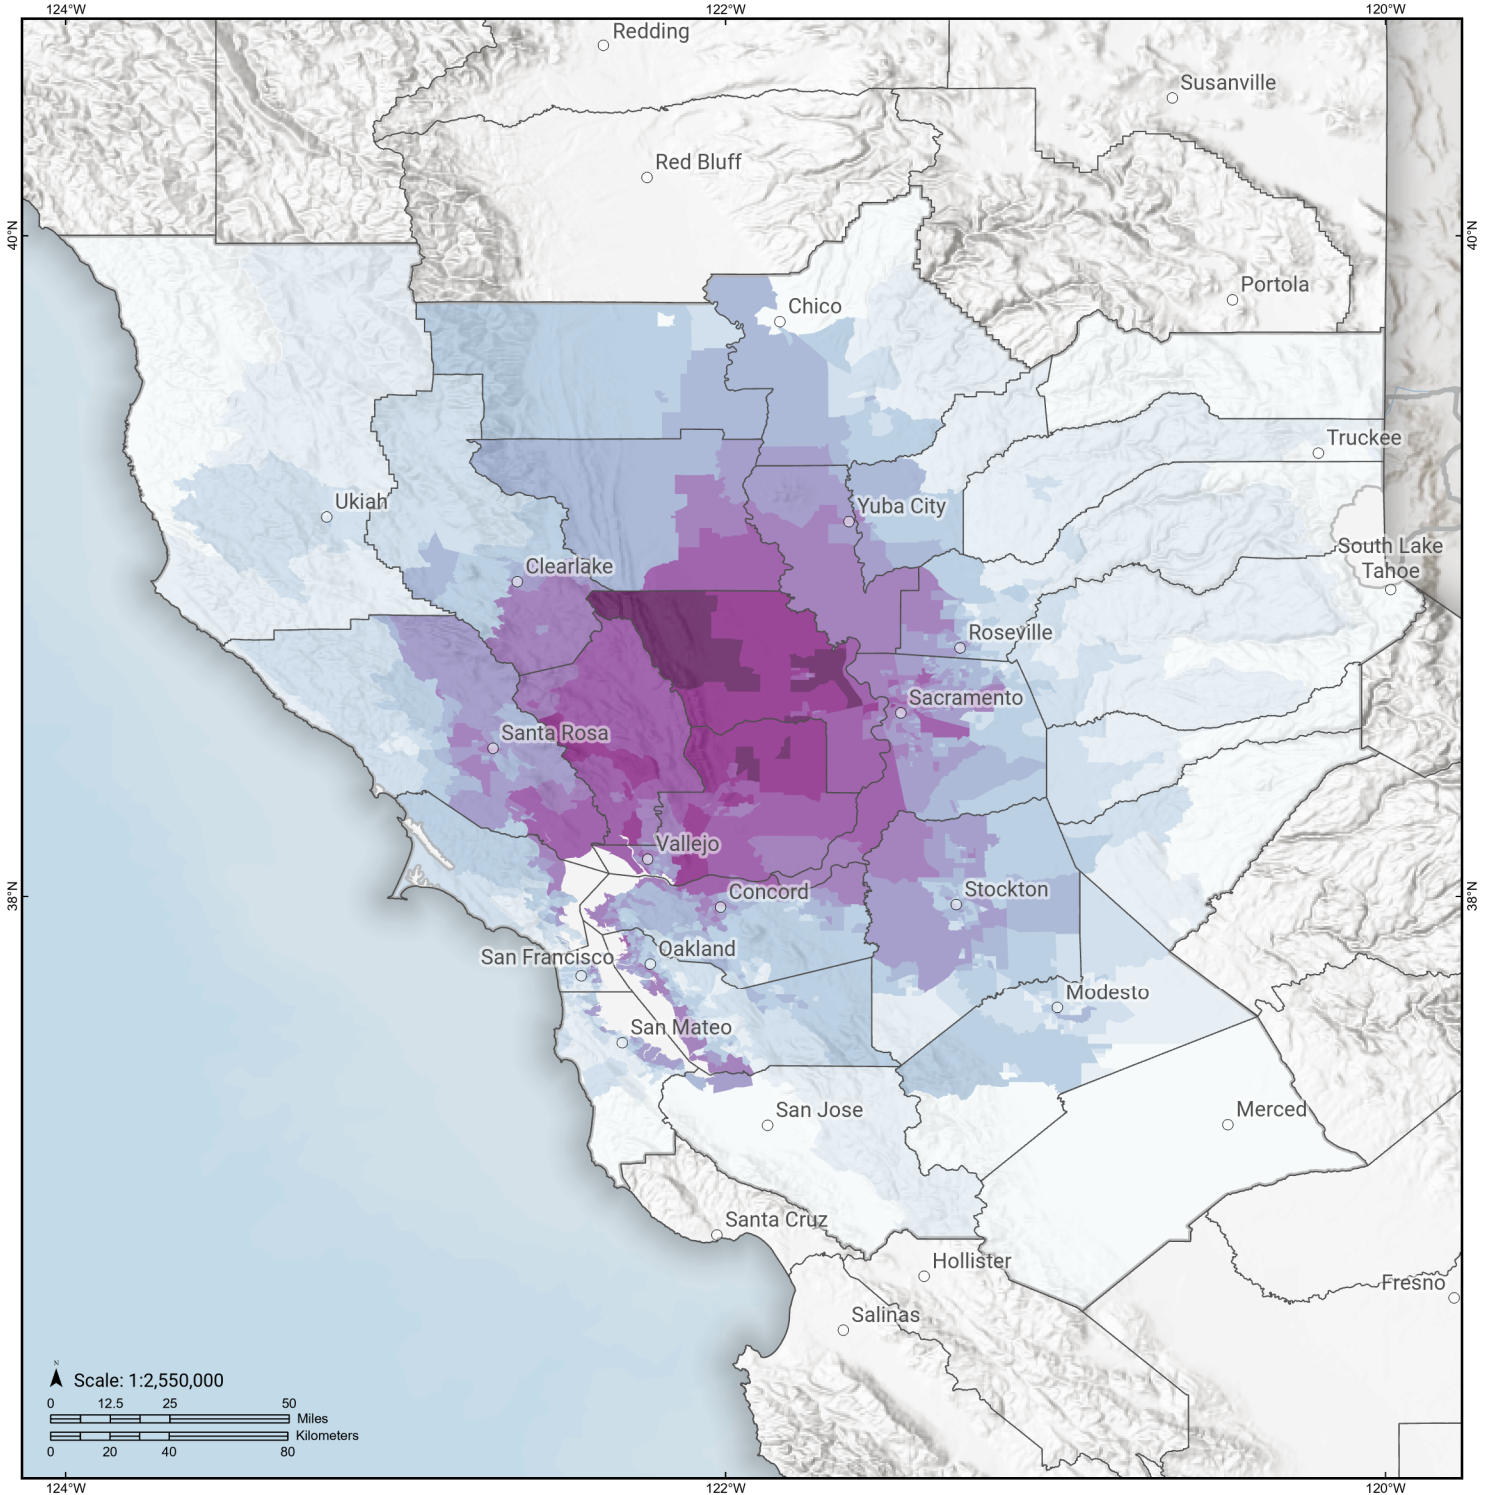 124°W
122°W
120°W
Redding
Susanville
Red Bluff
40°N
40°N
Portola
Chico
Truckee
Ukiah
Yuba City
South Lake
Tahoe
Clearlake
Roseville
Sacramento
Santa Rosa
Vallejo
38°N
38°N
Concord
Stockton
Oakland
San Francisco
Modesto
San Mateo
San Jose
Merced
Santa Cruz
Hollister
Fresno
Salinas
N
Scale: 1:2,550,000
0 12.5 25 50
Miles
Kilometers
0 20 40 80
124°W
122°W
120°W